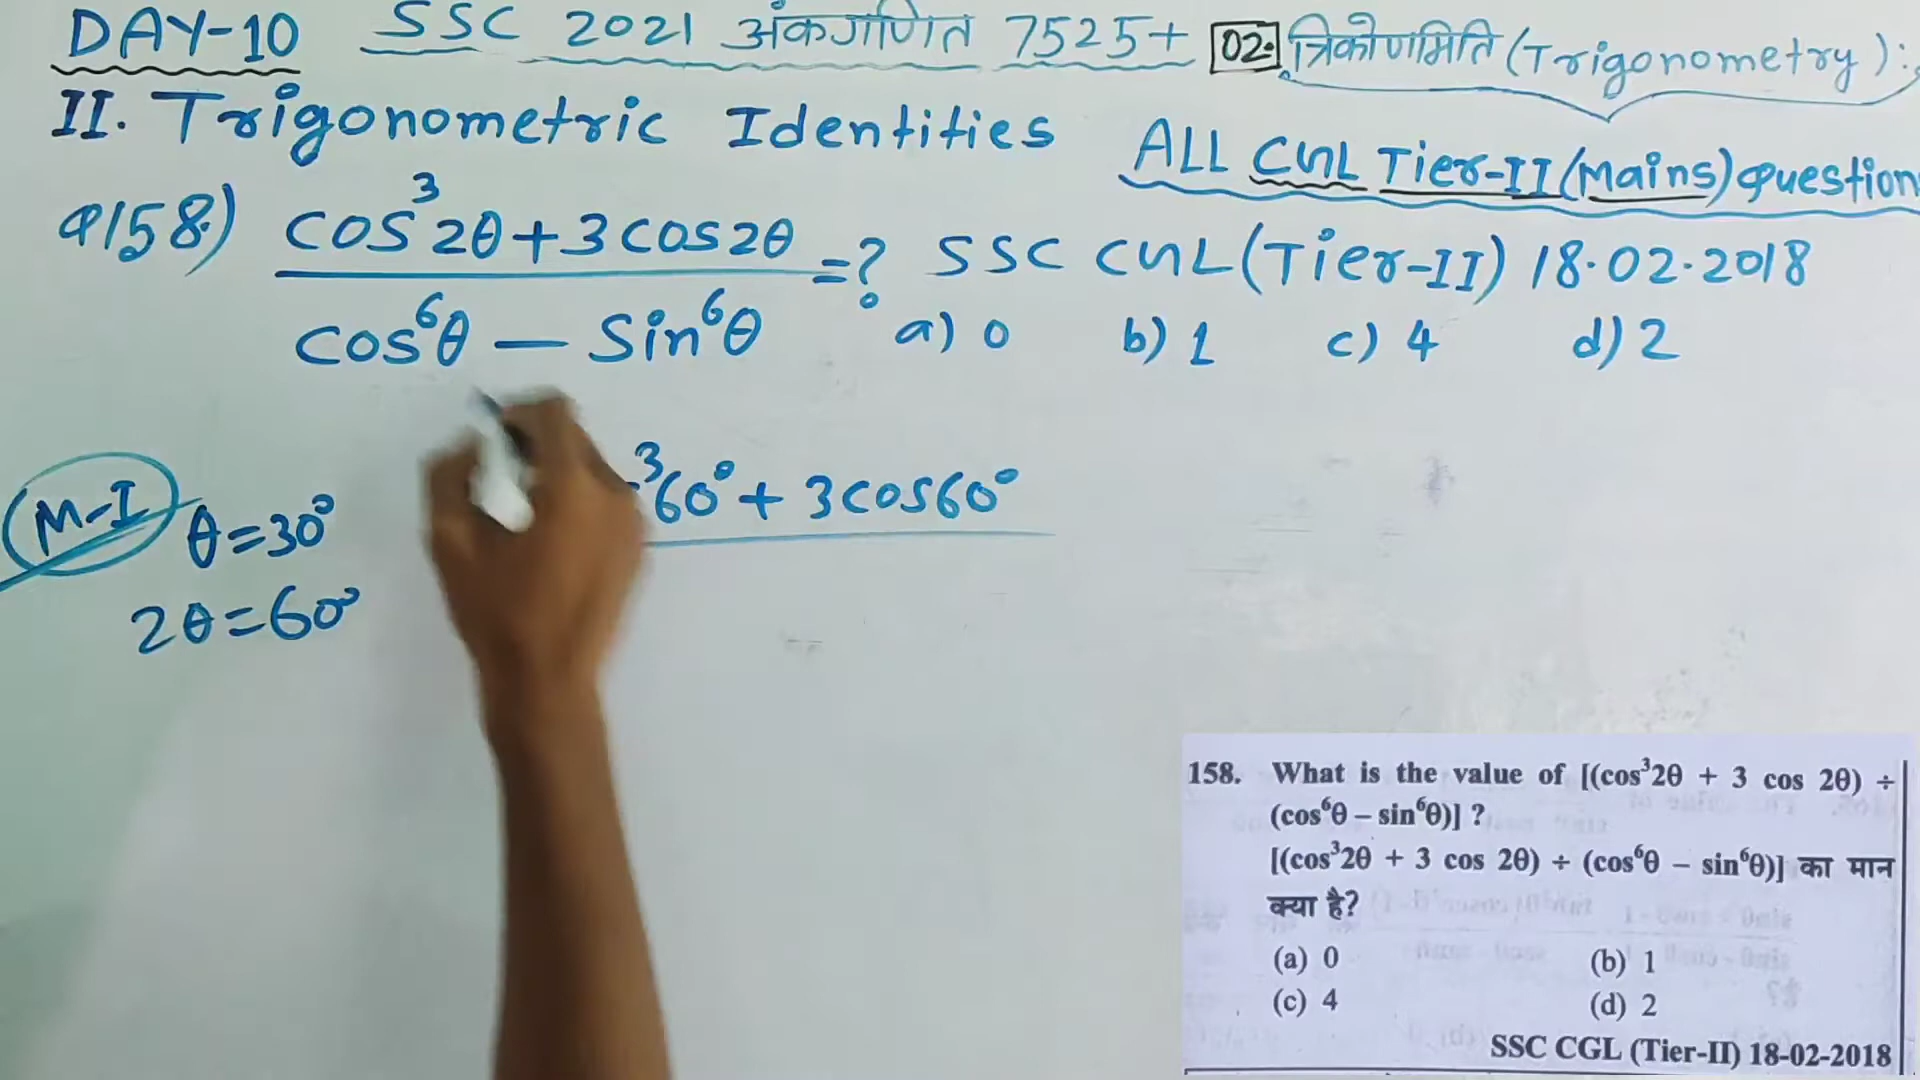 DAY-10 SSC 2021 अंकगणित 7525+ 02. त्रिकोणमिति (Trigonometry):
II. Trigonometric Identities
ALL CGL Tier-II (Mains) Question
Q158.) cos³2θ+3cos2θ
cos⁶θ — sin⁶θ
=? SSC CGL (Tier-II) 18.02.2018
a) 0 b) 1 c) 4 d) 2
M-I θ=30°
2θ=60°
³60° + 3cos60°
158. What is the value of [(cos³2θ + 3 cos 2θ) ÷
(cos⁶θ – sin⁶θ)] ?
[(cos³2θ + 3 cos 2θ) ÷ (cos⁶θ – sin⁶θ)] का मान
क्या है?
(a) 0 (b) 1
(c) 4 (d) 2
SSC CGL (Tier-II) 18-02-2018